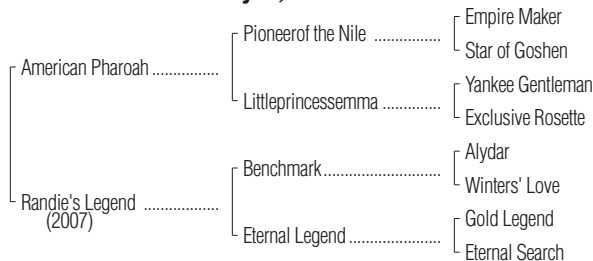 Empire Maker
Pioneerof the Nile ................
Star of Goshen
American Pharoah ................
Yankee Gentleman
Littleprincessemma ..............
Exclusive Rosette
Alydar
Benchmark............................
Winters' Love
Randie's Legend ..................
(2007)
Gold Legend
Eternal Legend ......................
Eternal Search